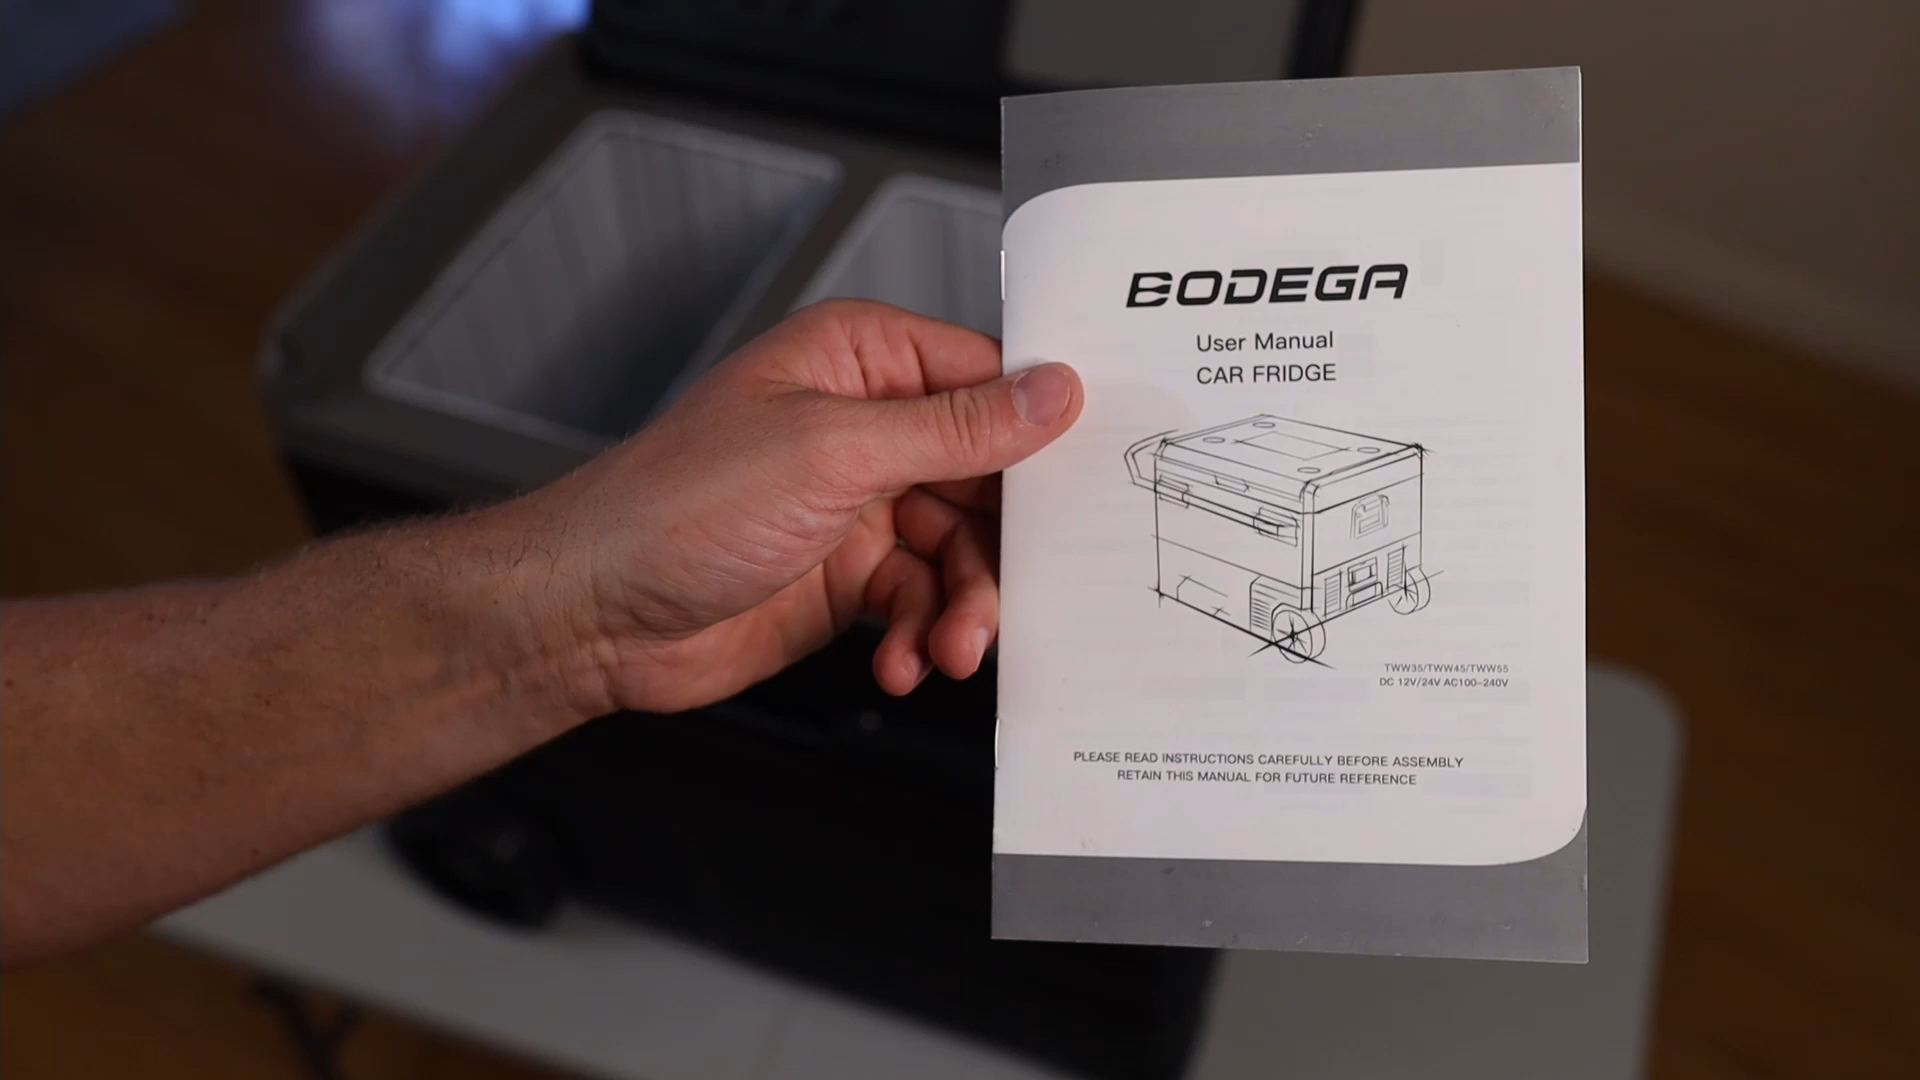 BODEGA
User Manual
CAR FRIDGE
TWW35/TWW45/TWW55
DC 12V/24V AC100-240V
PLEASE READ INSTRUCTIONS CAREFULLY BEFORE ASSEMBLY
RETAIN THIS MANUAL FOR FUTURE REFERENCE